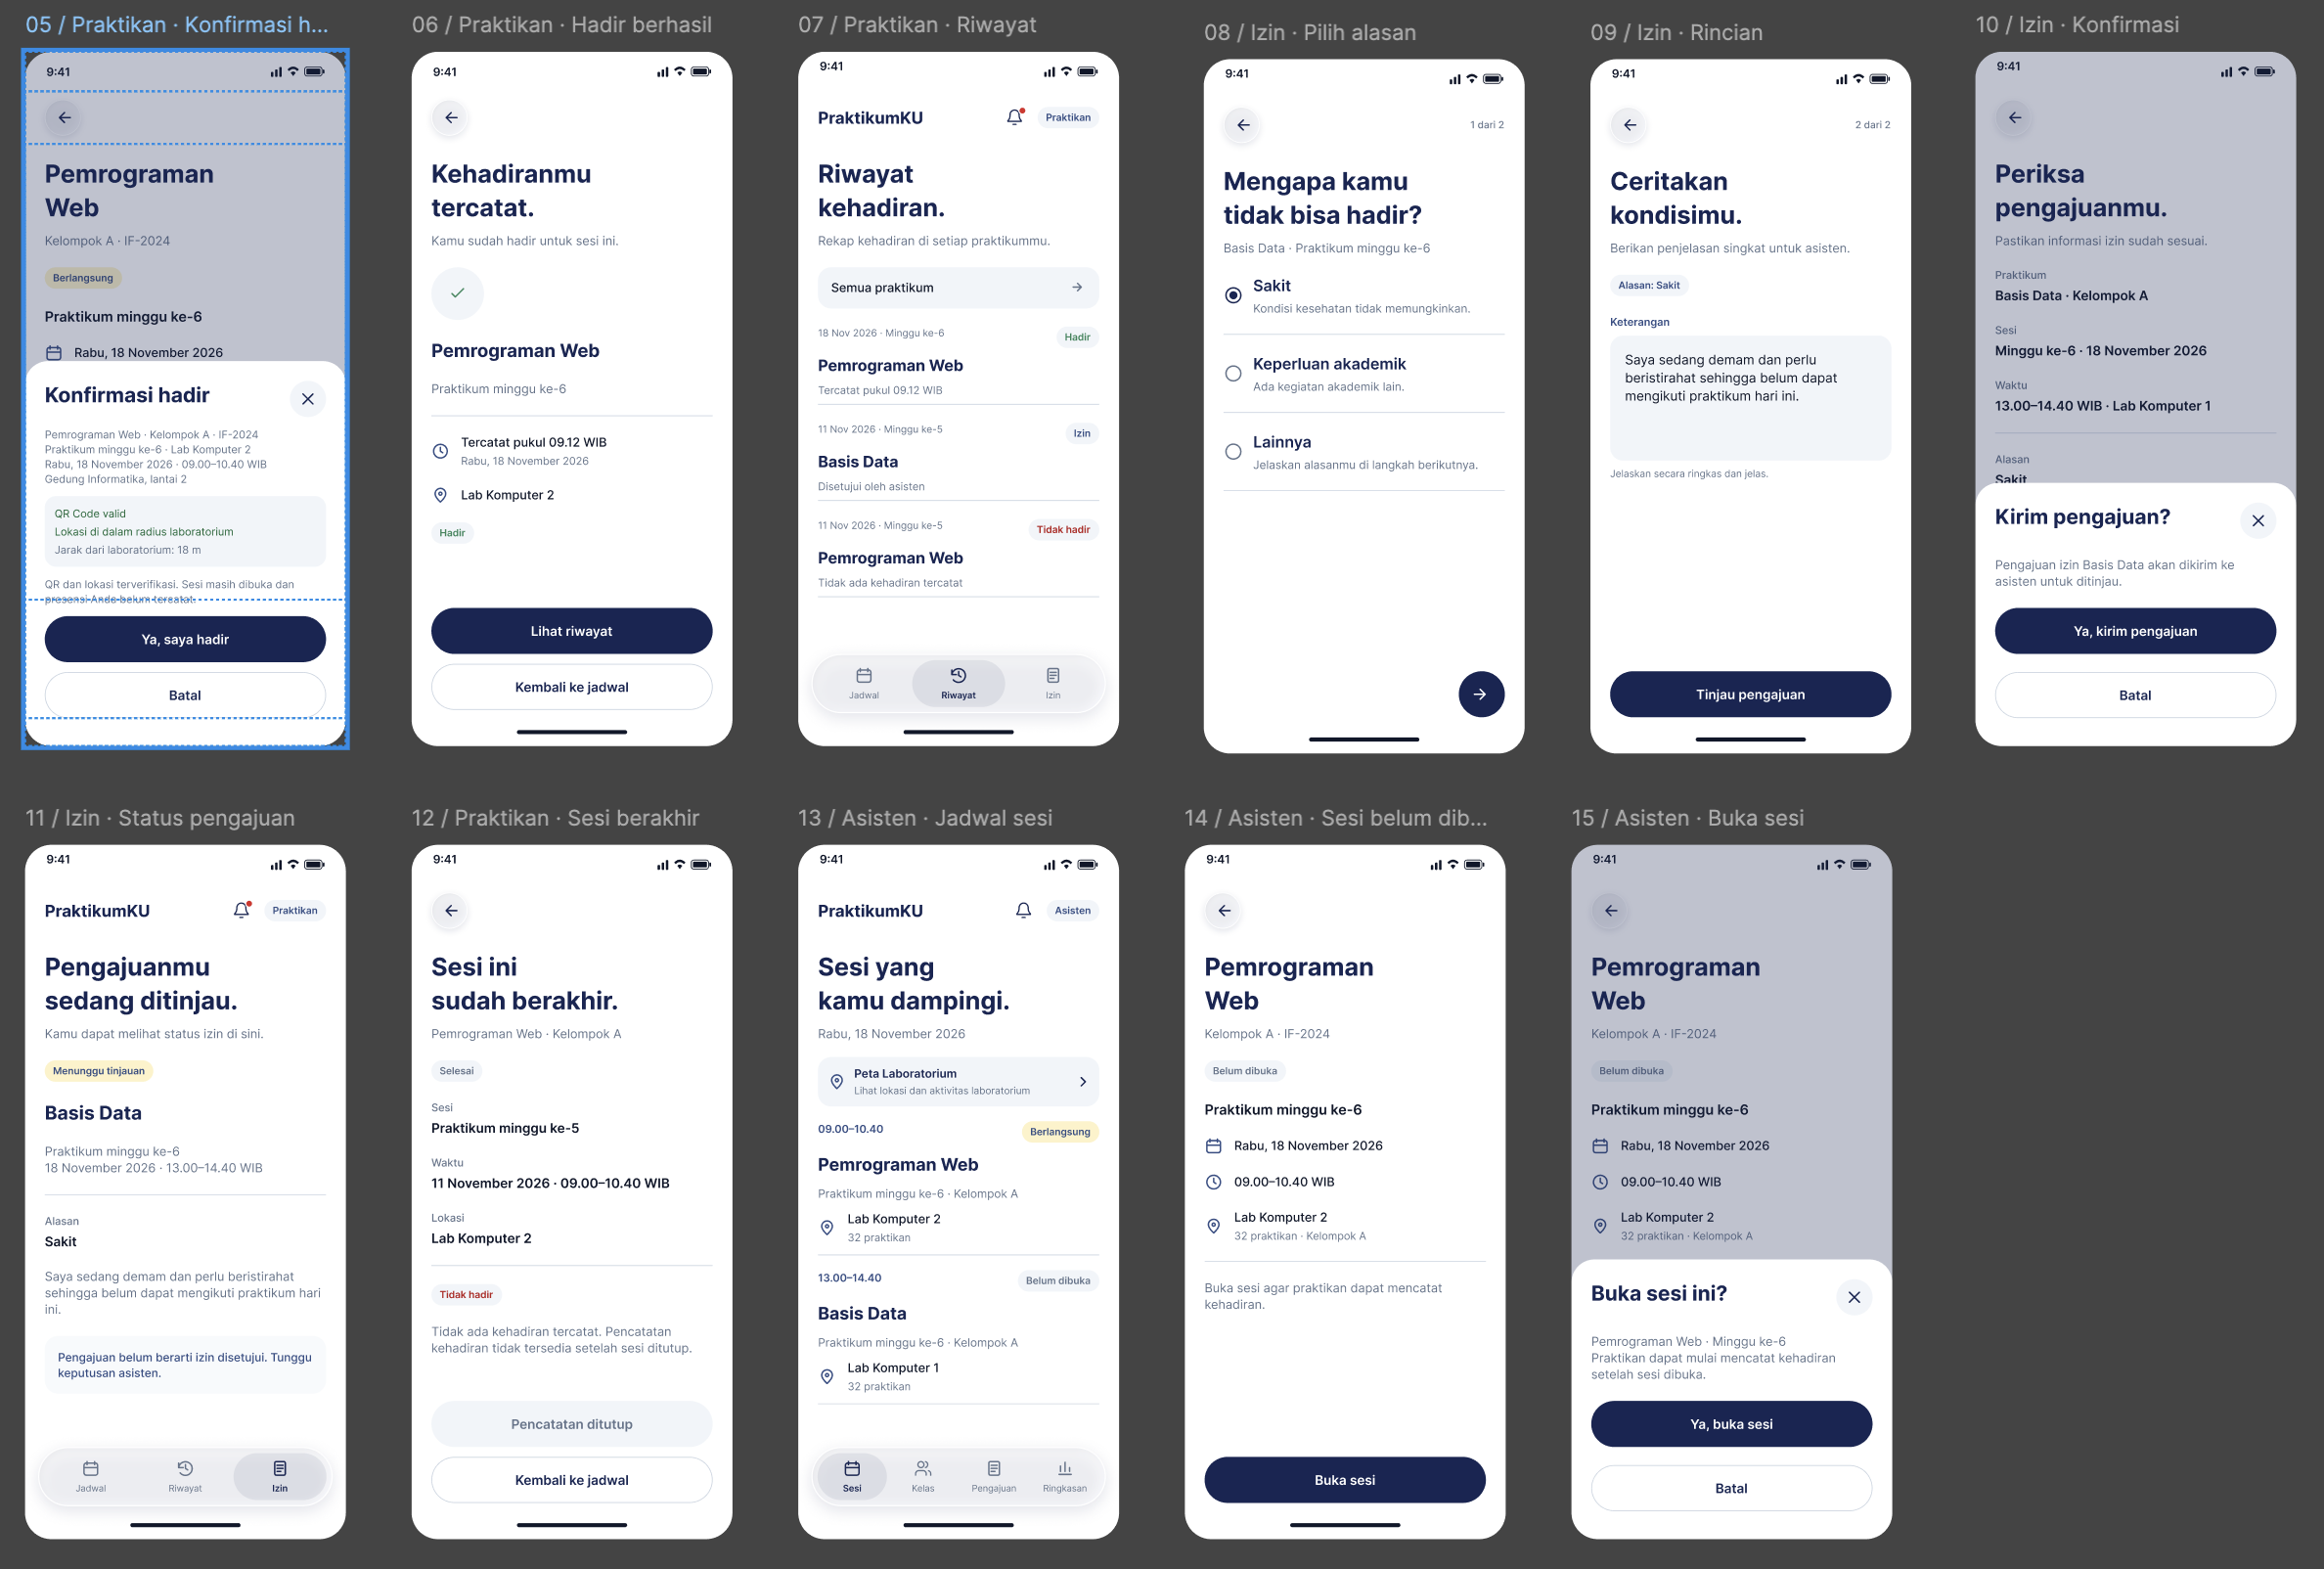 05 / Praktikan · Konfirmasi h...
9:41
Pemrograman
Web
Kelompok A · IF-2024
Berlangsung
Praktikum minggu ke-6
Rabu, 18 November 2026
Konfirmasi hadir
Pemrograman Web · Kelompok A · IF-2024
Praktikum minggu ke-6 · Lab Komputer 2
Rabu, 18 November 2026 · 09.00–10.40 WIB
Gedung Informatika, lantai 2
QR Code valid
Lokasi di dalam radius laboratorium
Jarak dari laboratorium: 18 m
QR dan lokasi terverifikasi. Sesi masih dibuka dan
presensi Anda belum tercatat.
Ya, saya hadir
Batal
06 / Praktikan · Hadir berhasil
9:41
Kehadiranmu
tercatat.
Kamu sudah hadir untuk sesi ini.
Pemrograman Web
Praktikum minggu ke-6
Tercatat pukul 09.12 WIB
Rabu, 18 November 2026
Lab Komputer 2
Hadir
Lihat riwayat
Kembali ke jadwal
07 / Praktikan · Riwayat
9:41
PraktikumKU
Praktikan
Riwayat
kehadiran.
Rekap kehadiran di setiap praktikummu.
Semua praktikum
18 Nov 2026 · Minggu ke-6
Hadir
Pemrograman Web
Tercatat pukul 09.12 WIB
11 Nov 2026 · Minggu ke-5
Izin
Basis Data
Disetujui oleh asisten
11 Nov 2026 · Minggu ke-5
Tidak hadir
Pemrograman Web
Tidak ada kehadiran tercatat
Jadwal
Riwayat
Izin
08 / Izin · Pilih alasan
9:41
1 dari 2
Mengapa kamu
tidak bisa hadir?
Basis Data · Praktikum minggu ke-6
Sakit
Kondisi kesehatan tidak memungkinkan.
Keperluan akademik
Ada kegiatan akademik lain.
Lainnya
Jelaskan alasanmu di langkah berikutnya.
09 / Izin · Rincian
9:41
2 dari 2
Ceritakan
kondisimu.
Berikan penjelasan singkat untuk asisten.
Alasan: Sakit
Keterangan
Saya sedang demam dan perlu
beristirahat sehingga belum dapat
mengikuti praktikum hari ini.
Jelaskan secara ringkas dan jelas.
Tinjau pengajuan
10 / Izin · Konfirmasi
9:41
Periksa
pengajuanmu.
Pastikan informasi izin sudah sesuai.
Praktikum
Basis Data · Kelompok A
Sesi
Minggu ke-6 · 18 November 2026
Waktu
13.00–14.40 WIB · Lab Komputer 1
Alasan
Sakit
Kirim pengajuan?
Pengajuan izin Basis Data akan dikirim ke
asisten untuk ditinjau.
Ya, kirim pengajuan
Batal
11 / Izin · Status pengajuan
9:41
PraktikumKU
Praktikan
Pengajuanmu
sedang ditinjau.
Kamu dapat melihat status izin di sini.
Menunggu tinjauan
Basis Data
Praktikum minggu ke-6
18 November 2026 · 13.00–14.40 WIB
Alasan
Sakit
Saya sedang demam dan perlu beristirahat
sehingga belum dapat mengikuti praktikum hari
ini.
Pengajuan belum berarti izin disetujui. Tunggu
keputusan asisten.
Jadwal
Riwayat
Izin
12 / Praktikan · Sesi berakhir
9:41
Sesi ini
sudah berakhir.
Pemrograman Web · Kelompok A
Selesai
Sesi
Praktikum minggu ke-5
Waktu
11 November 2026 · 09.00–10.40 WIB
Lokasi
Lab Komputer 2
Tidak hadir
Tidak ada kehadiran tercatat. Pencatatan
kehadiran tidak tersedia setelah sesi ditutup.
Pencatatan ditutup
Kembali ke jadwal
13 / Asisten · Jadwal sesi
9:41
PraktikumKU
Asisten
Sesi yang
kamu dampingi.
Rabu, 18 November 2026
Peta Laboratorium
Lihat lokasi dan aktivitas laboratorium
09.00–10.40
Berlangsung
Pemrograman Web
Praktikum minggu ke-6 · Kelompok A
Lab Komputer 2
32 praktikan
13.00–14.40
Belum dibuka
Basis Data
Praktikum minggu ke-6 · Kelompok A
Lab Komputer 1
32 praktikan
Sesi
Kelas
Pengajuan
Ringkasan
14 / Asisten · Sesi belum dib...
9:41
Pemrograman
Web
Kelompok A · IF-2024
Belum dibuka
Praktikum minggu ke-6
Rabu, 18 November 2026
09.00–10.40 WIB
Lab Komputer 2
32 praktikan · Kelompok A
Buka sesi agar praktikan dapat mencatat
kehadiran.
Buka sesi
15 / Asisten · Buka sesi
9:41
Pemrograman
Web
Kelompok A · IF-2024
Belum dibuka
Praktikum minggu ke-6
Rabu, 18 November 2026
09.00–10.40 WIB
Lab Komputer 2
32 praktikan · Kelompok A
Buka sesi ini?
Pemrograman Web · Minggu ke-6
Praktikan dapat mulai mencatat kehadiran
setelah sesi dibuka.
Ya, buka sesi
Batal